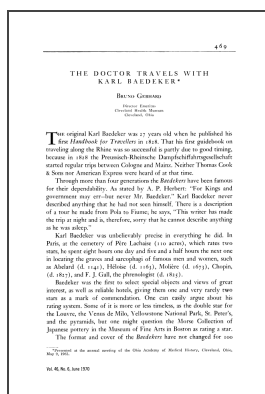 469
THE DOCTOR TRAVELS WITH
KARL BAEDEKER*
BRUNO GEBHARD
Director Emeritus
Cleveland Health Museum
Cleveland, Ohio
THE original Karl Baedeker was 27 years old when he published his
first Handbook for Travellers in 1828. That his first guidebook on
traveling along the Rhine was so successful is partly due to good timing,
because in 1828 the Preussisch-Rheinische Dampfschiffahrtsgesellschaft
started regular trips between Cologne and Mainz. Neither Thomas Cook
& Sons nor American Express were heard of at that time.
Through more than four generations the Baedekers have been famous
for their dependability. As stated by A. P. Herbert: "For Kings and
government may err—but never Mr. Baedeker." Karl Baedeker never
described anything that he had not seen himself. There is a description
of a tour he made from Pola to Fiume, he says, "This writer has made
the trip at night and is, therefore, sorry that he cannot describe anything
as he was asleep."
Karl Baedeker was unbelievably precise in everything he did. In
Paris, at the cemetery of Père Lachaise (110 acres), which rates two
stars, he spent eight hours one day and five and a half hours the next one
in locating the graves and sarcophagi of famous men and women, such
as Abelard (d. 1142), Héloise (d. 1163), Molière (d. 1673), Chopin,
(d. 1827), and F. J. Gall, the phrenologist (d. 1815).
Baedeker was the first to select special objects and views of great
interest, as well as reliable hotels, giving them one and very rarely two
stars as a mark of commendation. One can easily argue about his
rating system. Some of it is more or less timeless, as the double star for
the Louvre, the Venus de Milo, Yellowstone National Park, St. Peter's,
and the pyramids, but one might question the Morse Collection of
Japanese pottery in the Museum of Fine Arts in Boston as rating a star.
The format and cover of the Baedekers have not changed for 100
*Presented at the annual meeting of the Ohio Academy of Medical History, Cleveland, Ohio,
May 3, 1969.
Vol. 46, No. 6, June 1970